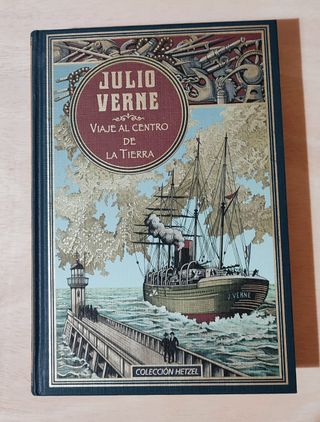 JULIO
VERNE
VIAJE AL CENTRO
DE
LA TIERRA
J. VERNE
COLECCIÓN HETZEL